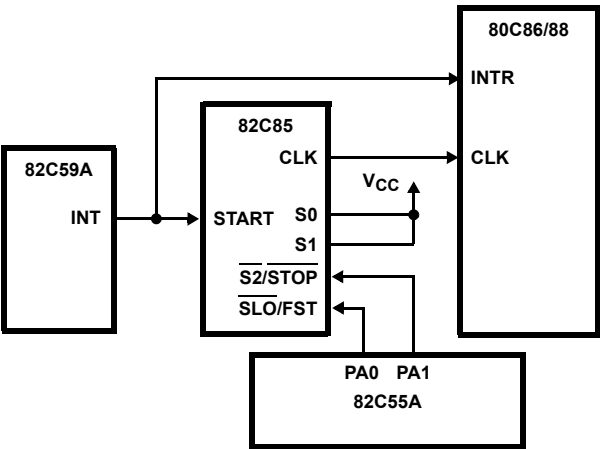 80C86/88
INTR
82C85
CLK
CLK
82C59A
VCC
INT
START
S0
S1
S2/STOP
SLO/FST
PA0 PA1
82C55A